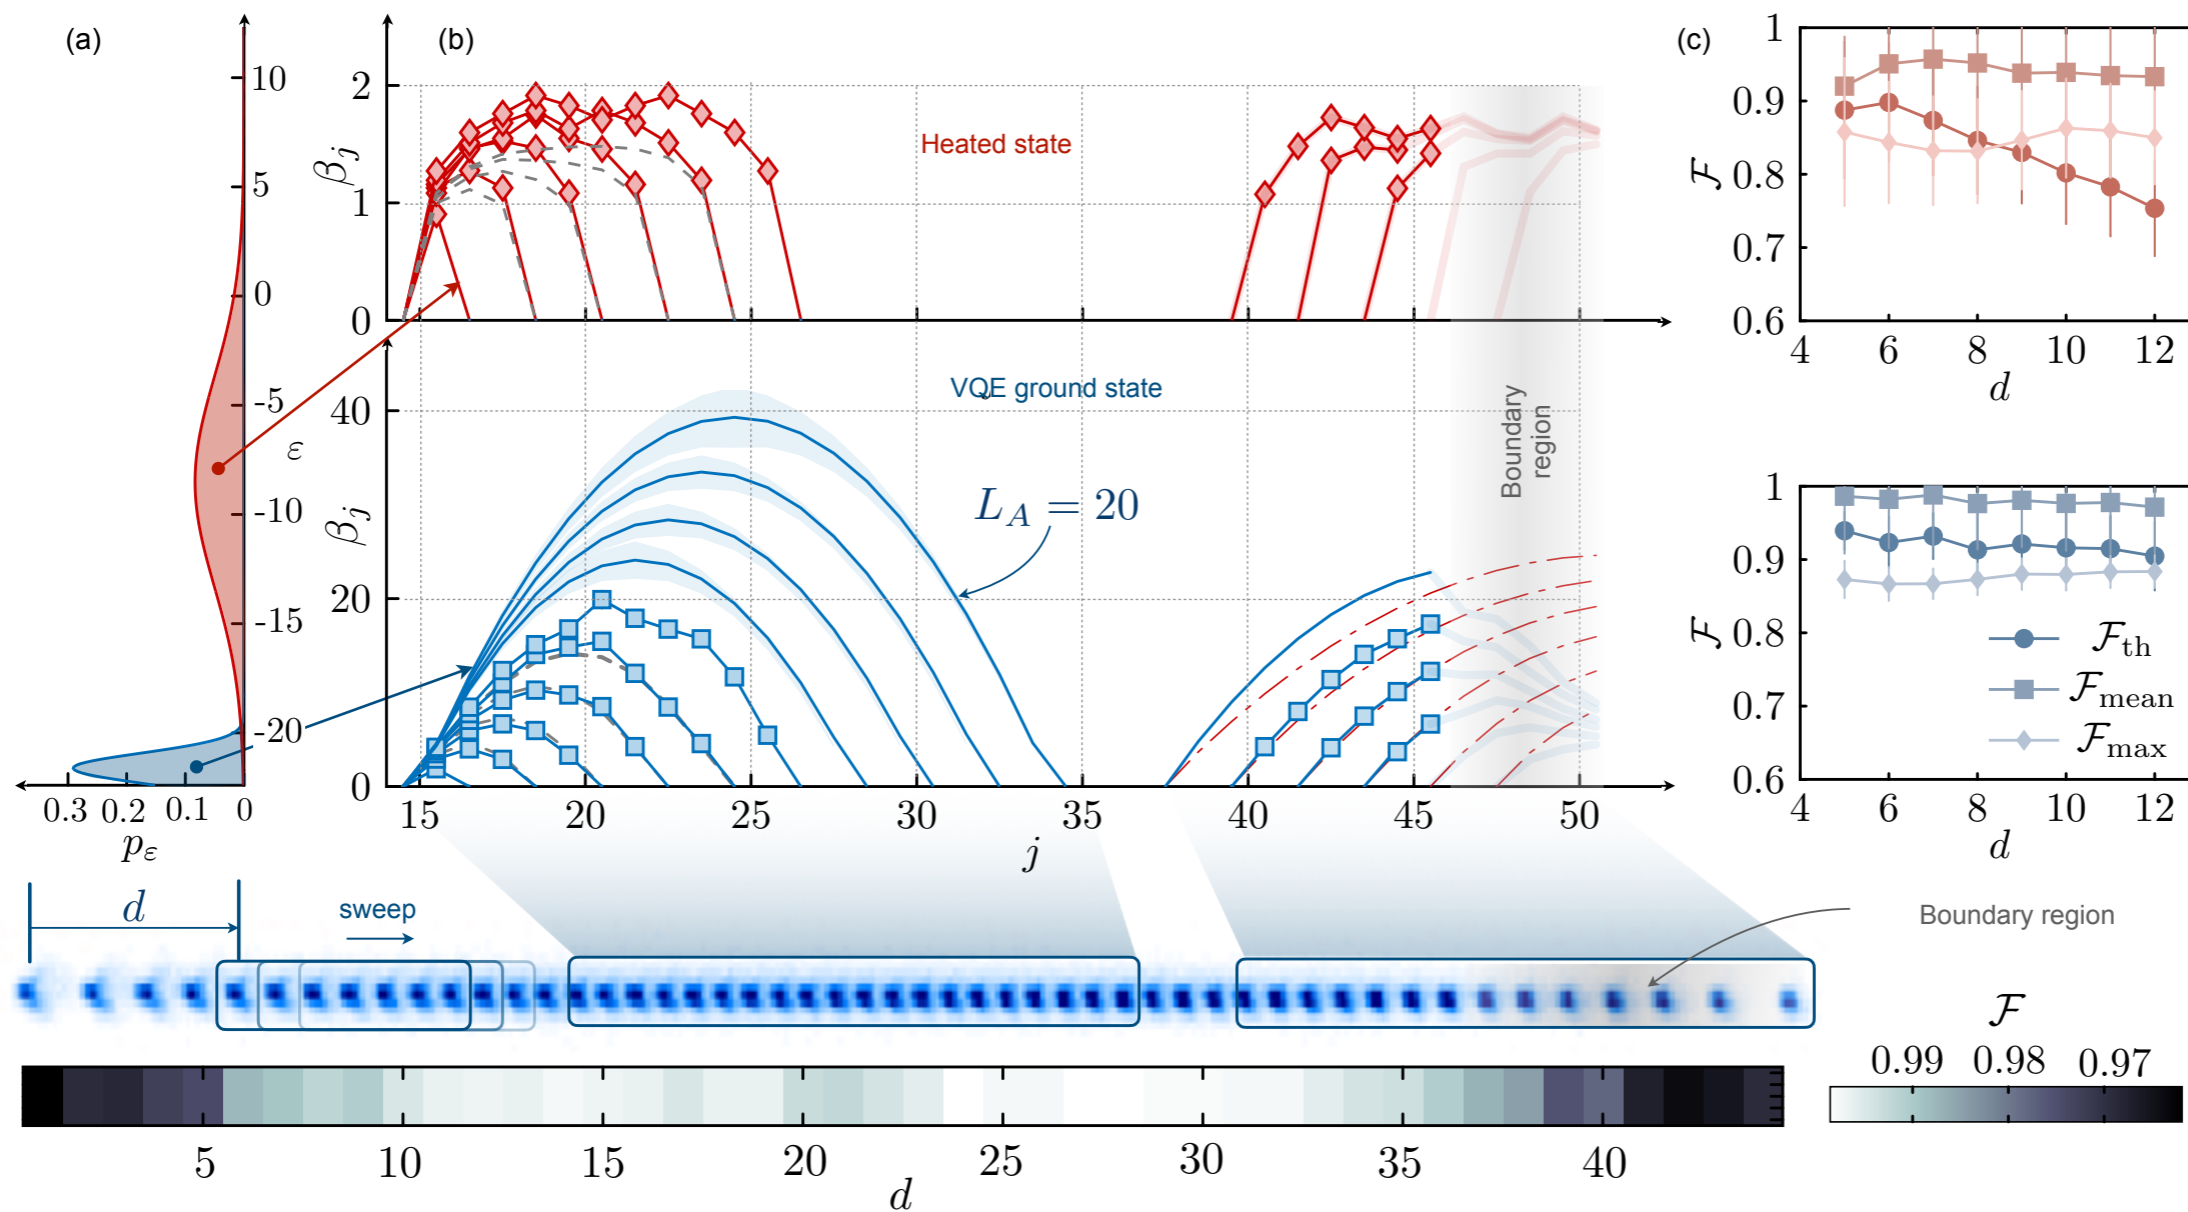 (a)
10
5
0
-5
ε
-10
-15
-20
0.3 0.2 0.1 0
pε
(b)
2
βj
1
0
Heated state
VQE ground state
40
βj
20
0
L_A = 20
Boundary
region
15 20 25 30 35 40 45 50
j
(c)
1
0.9
F
0.8
0.7
0.6
4 6 8 10 12
d
1
0.9
0.8
F
0.7
0.6
F_th
F_mean
F_max
4 6 8 10 12
d
d
sweep
Boundary region
5 10 15 20 25 30 35 40
d
F
0.99 0.98 0.97